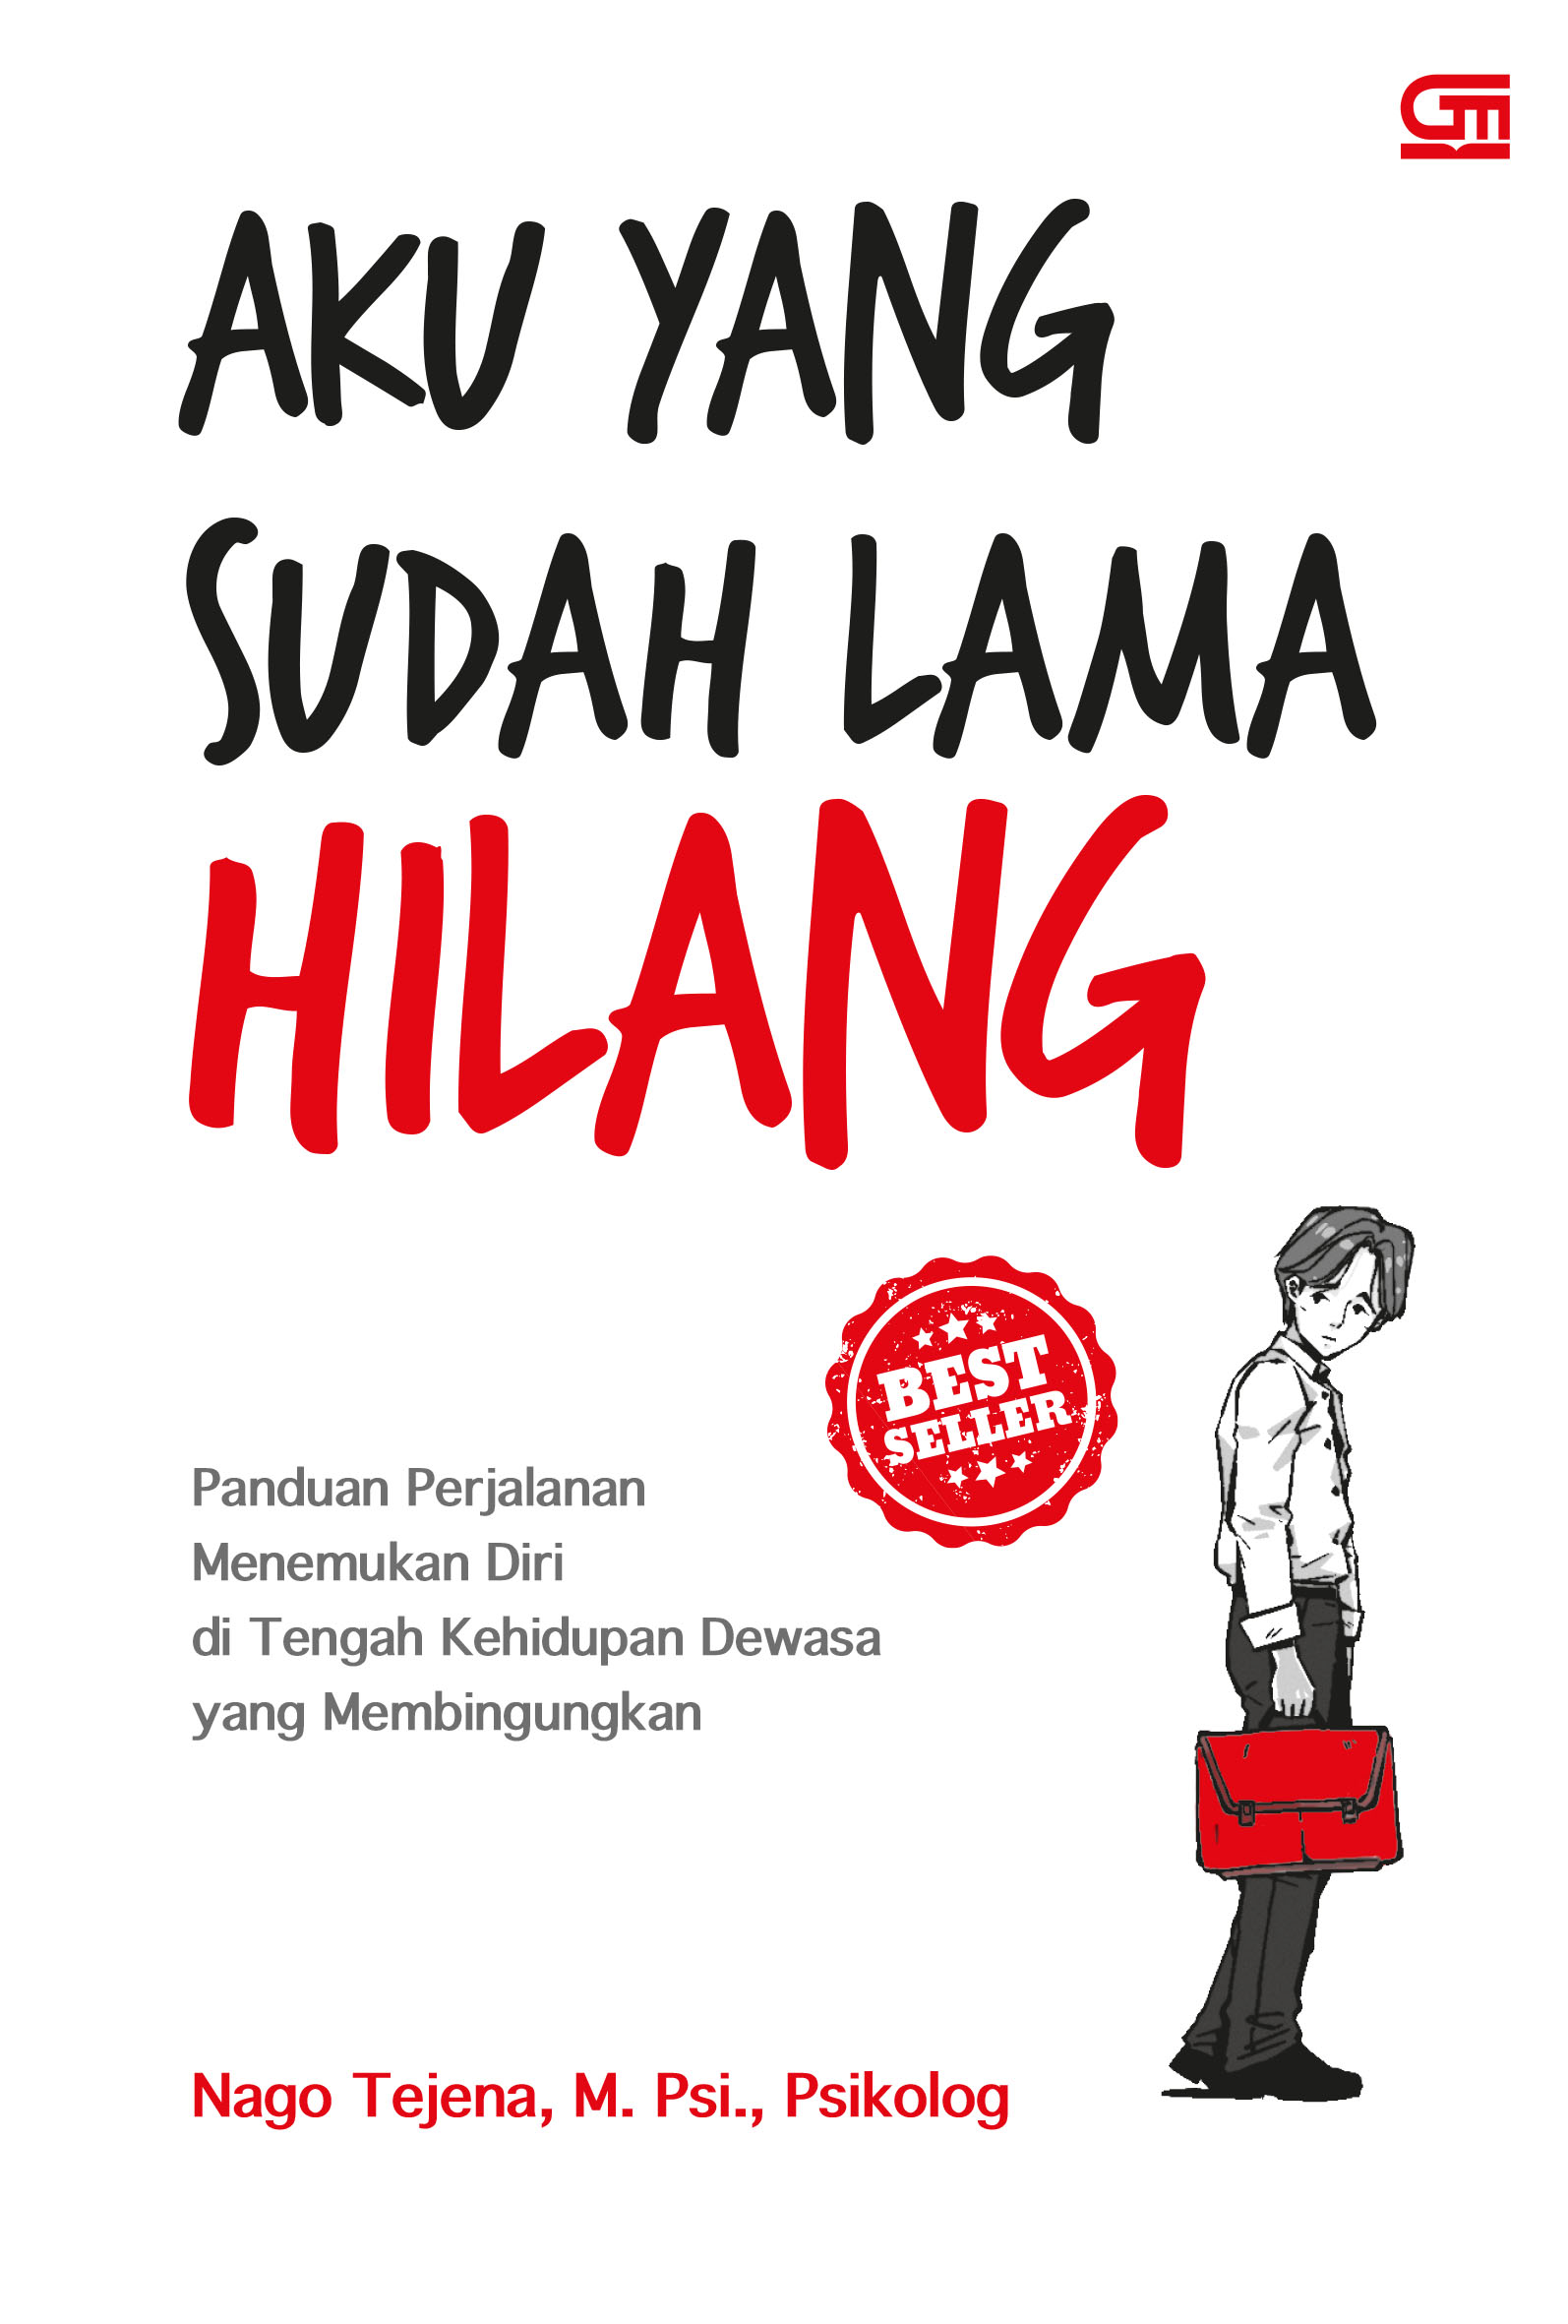 AKU YANG
SUDAH LAMA
HILANG
BEST
SELLER
Panduan Perjalanan
Menemukan Diri
di Tengah Kehidupan Dewasa
yang Membingungkan
Nago Tejena, M. Psi., Psikolog